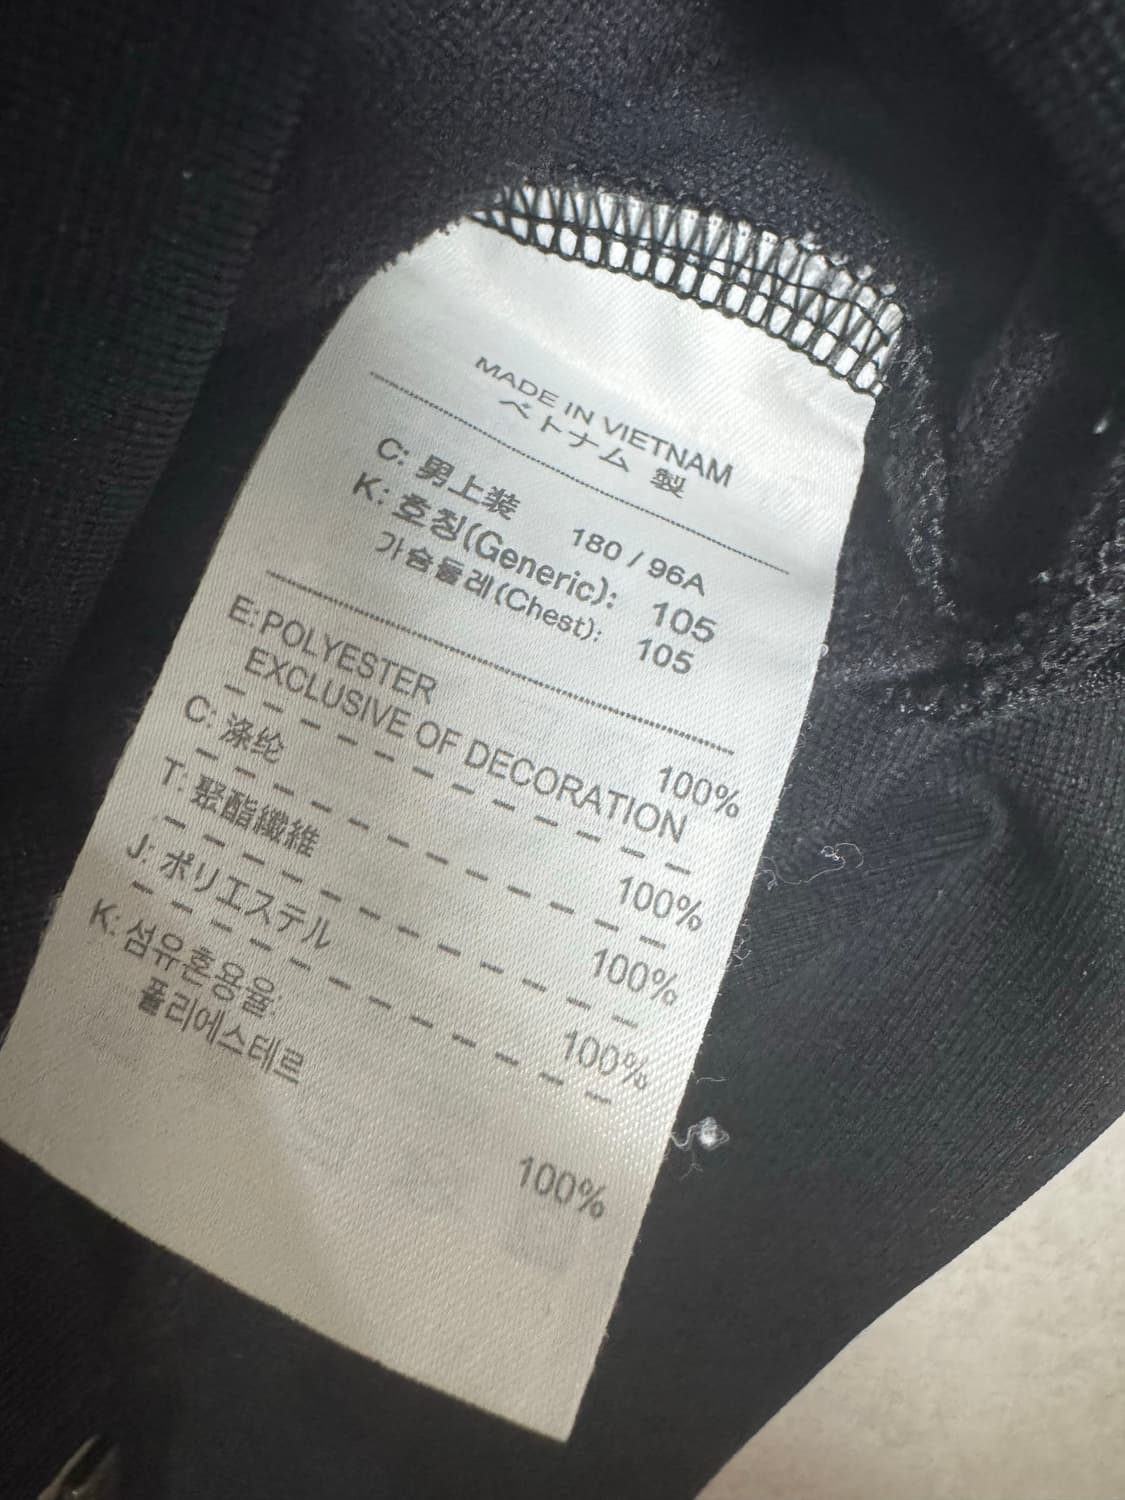 MADE IN VIETNAM
ベトナム 製
C: 男上装 180 / 96A
K: 호칭(Generic): 105
가슴둘레(Chest): 105
E: POLYESTER 100%
EXCLUSIVE OF DECORATION
C: 涤纶 100%
T: 聚酯纖維 100%
J: ポリエステル 100%
K: 섬유혼용율:
폴리에스테르 100%